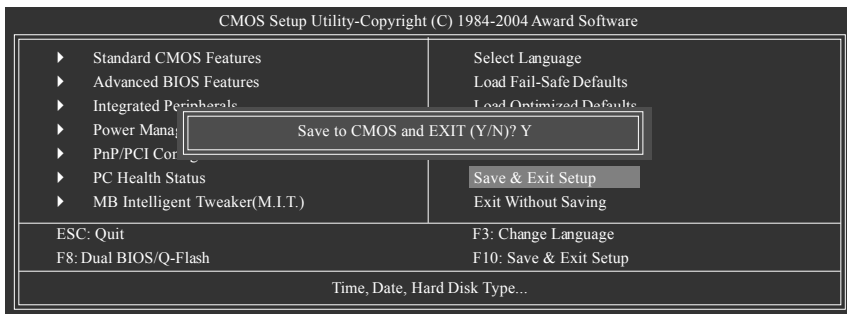 CMOS Setup Utility-Copyright (C) 1984-2004 Award Software
Standard CMOS Features
Advanced BIOS Features
Integrated Peripherals
Power
PnP/PCI
PC Health Status
MB Intelligent Tweaker(M.I.T.)
Select Language
Load Fail-Safe Defaults
Load Optimized Defaults
Save & Exit Setup
Exit Without Saving
Save to CMOS and EXIT (Y/N)? Y
ESC: Quit
F8: Dual BIOS/Q-Flash
F3: Change Language
F10: Save & Exit Setup
Time, Date, Hard Disk Type...